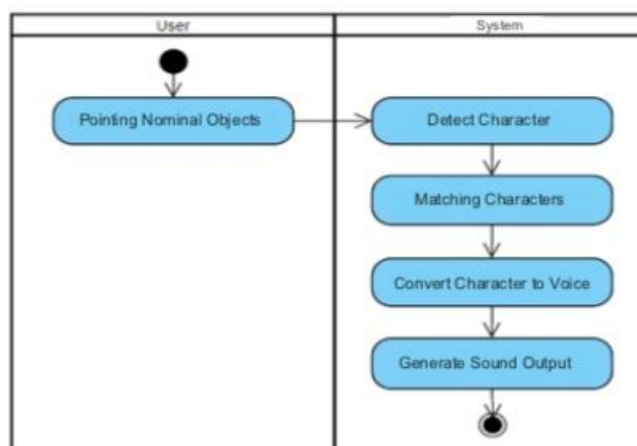 User
System
Pointing Nominal Objects
Detect Character
Matching Characters
Convert Character to Voice
Generate Sound Output